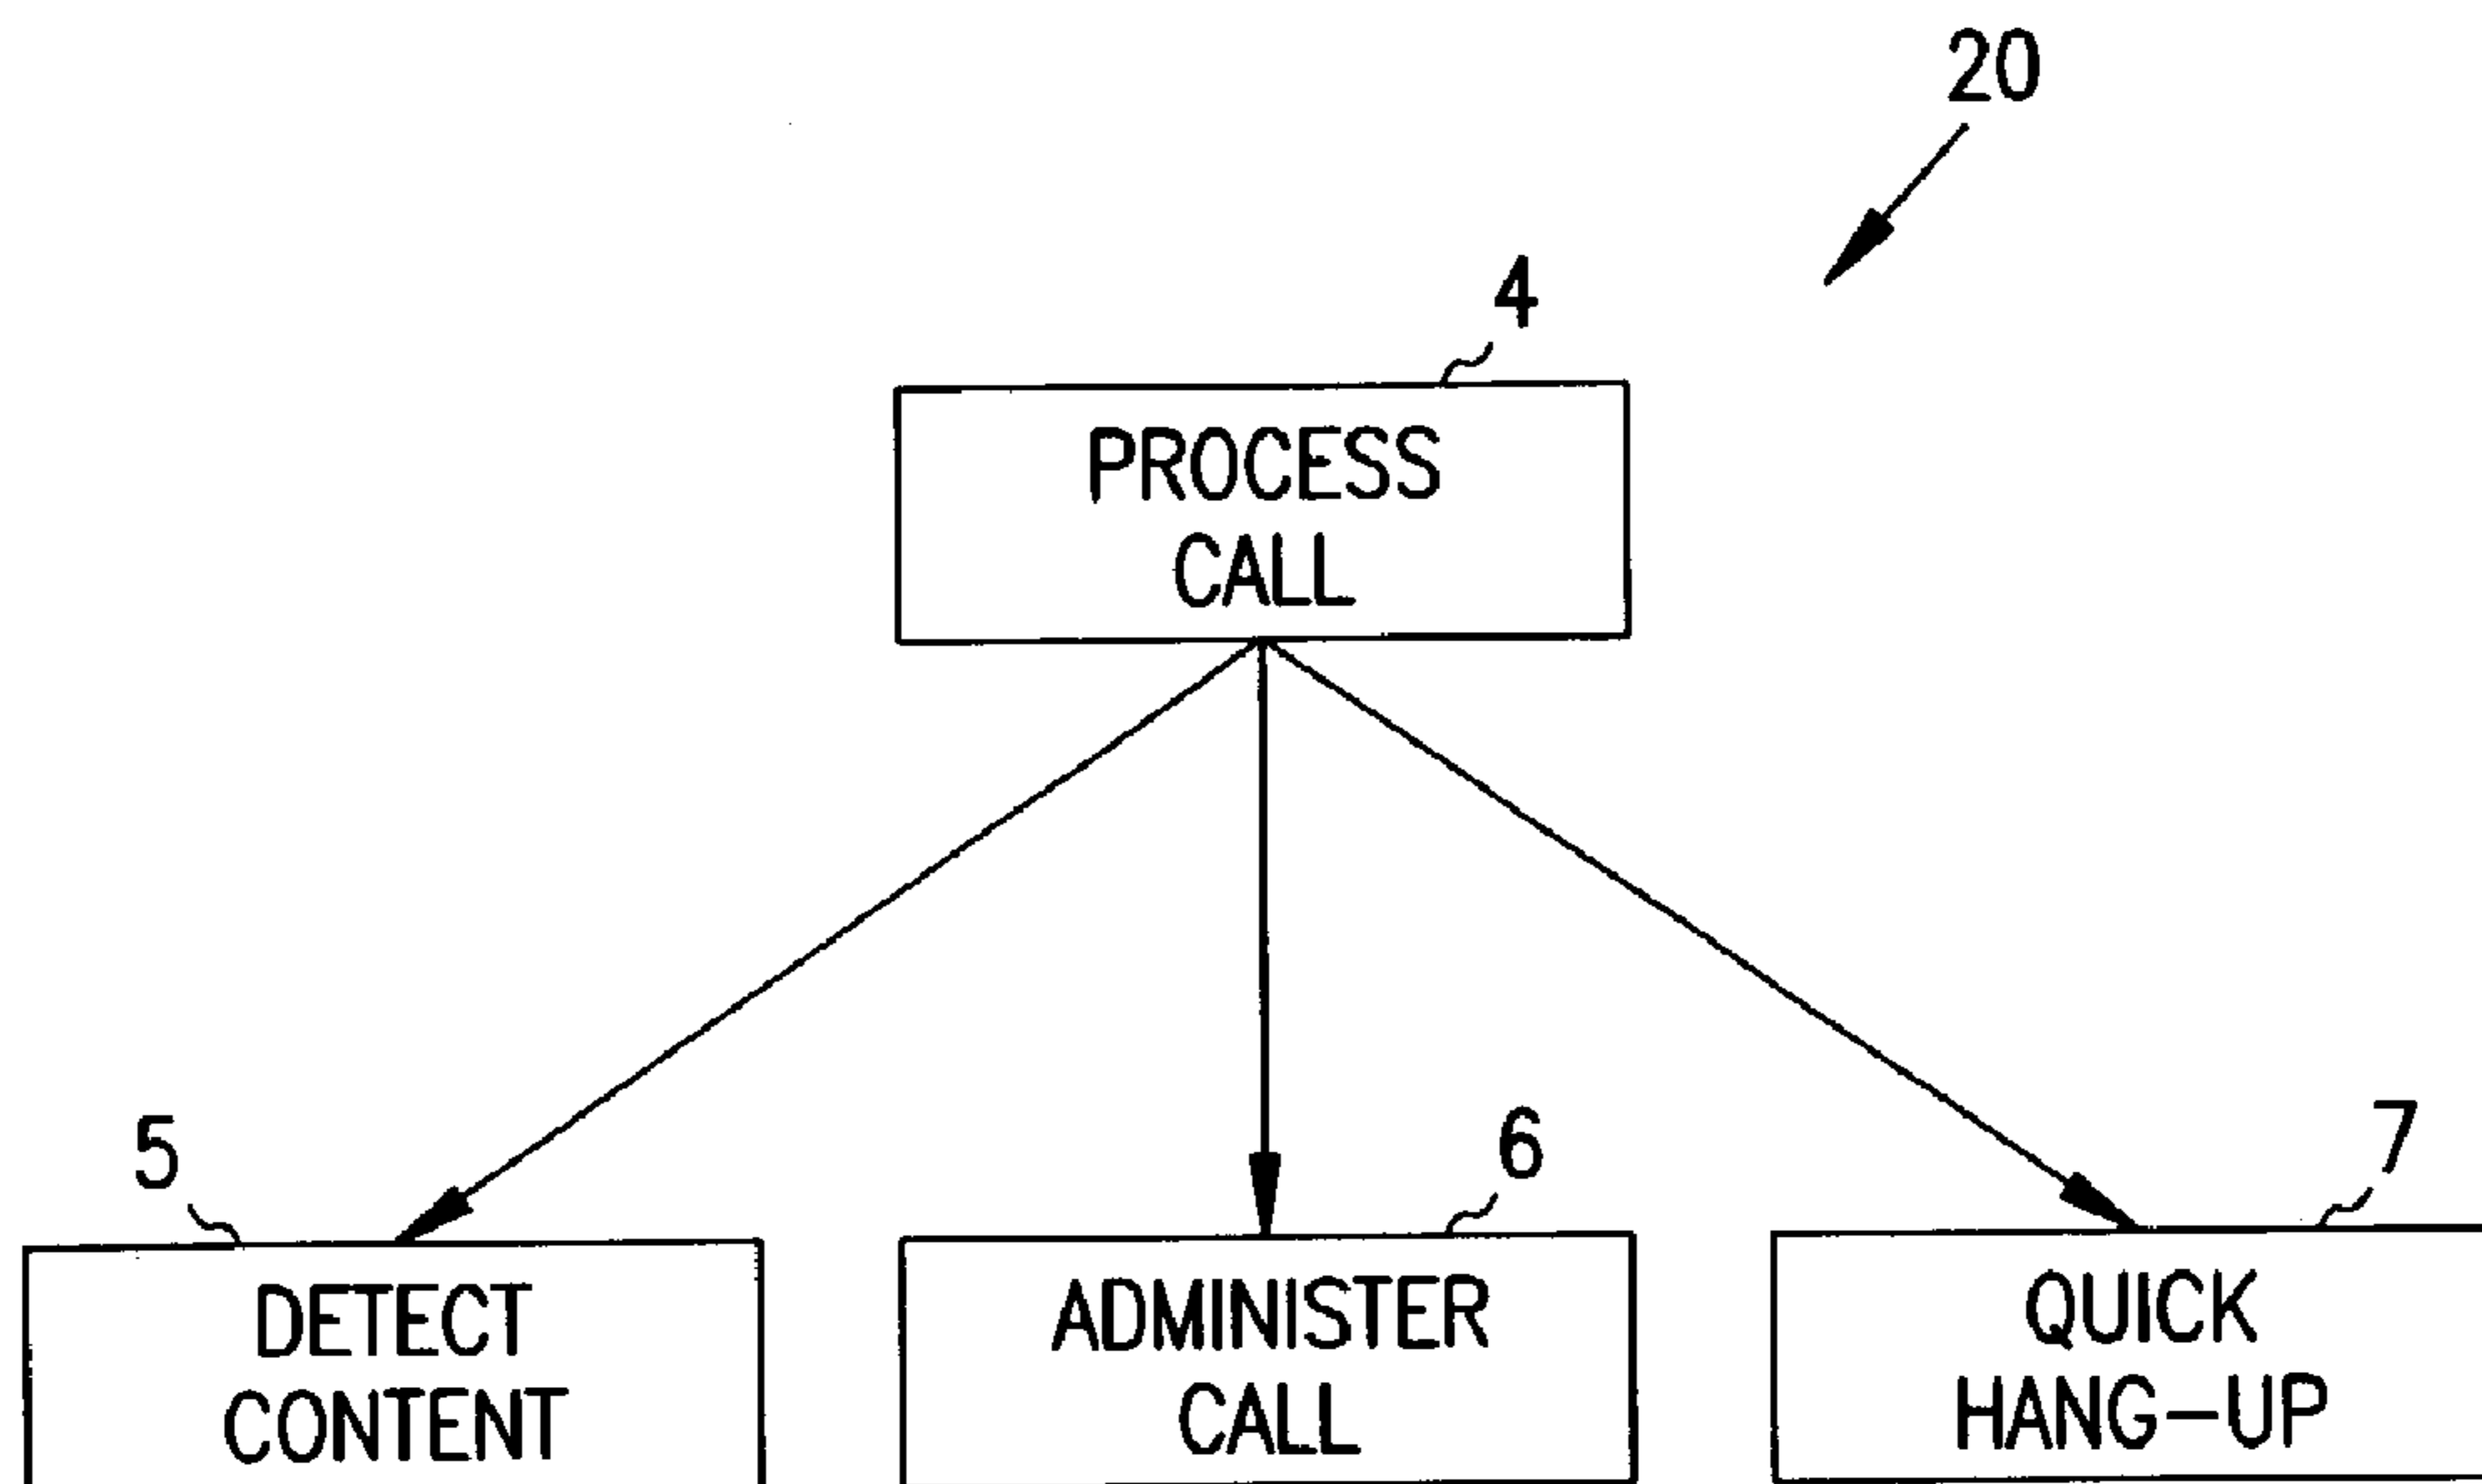 20
4
PROCESS
CALL
5
6
7
DETECT
CONTENT
ADMINISTER
CALL
QUICK
HANG-UP